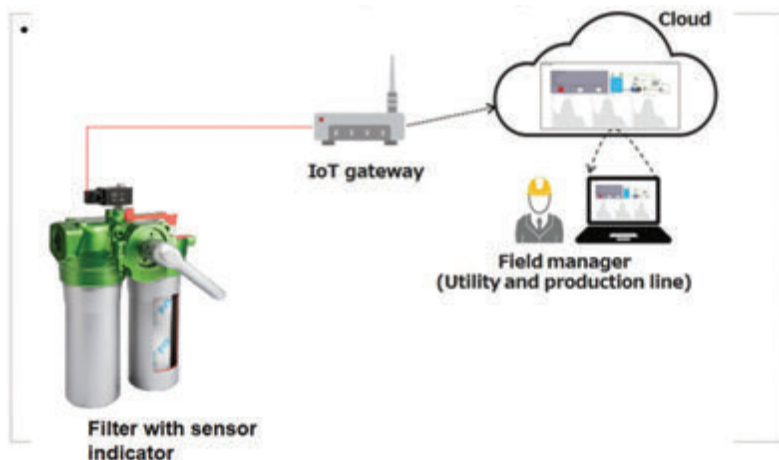 Cloud
IoT gateway
Field manager
(Utility and production line)
Filter with sensor
indicator